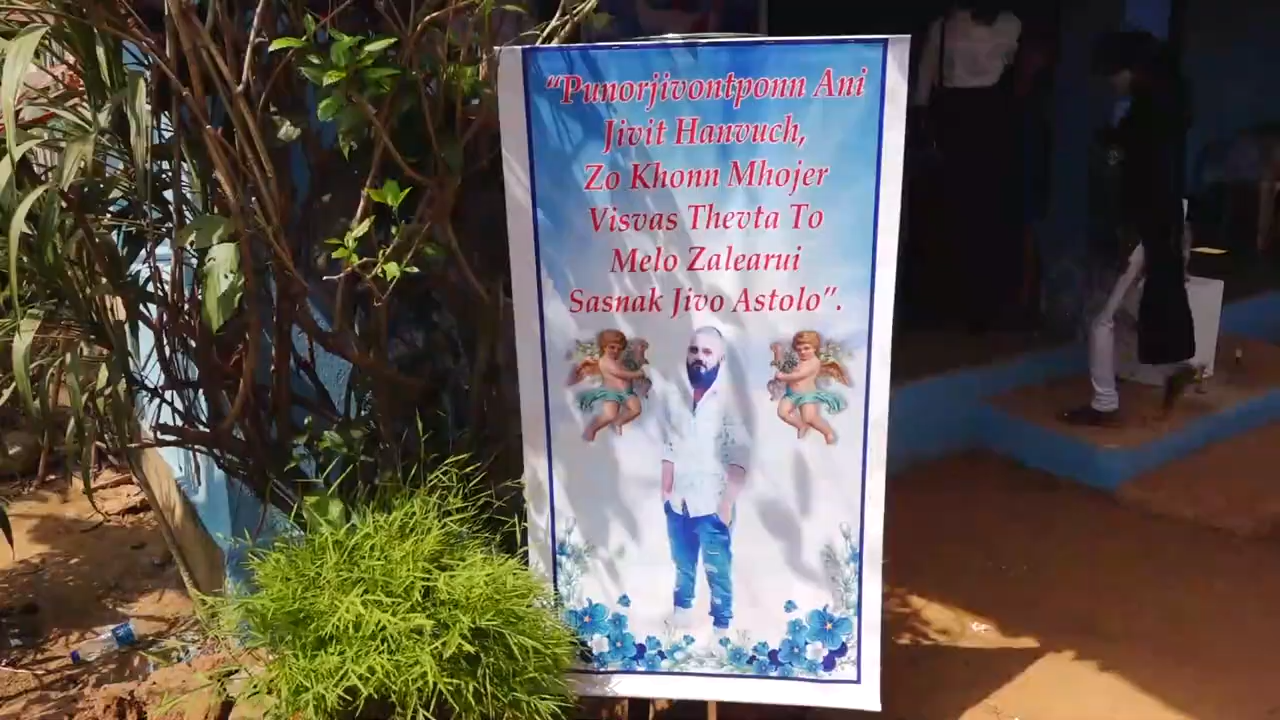 “Punorjivontponn Ani
Jivit Hanvuch,
Zo Khonn Mhojer
Visvas Thevta To
Melo Zalearui
Sasnak Jivo Astolo”.